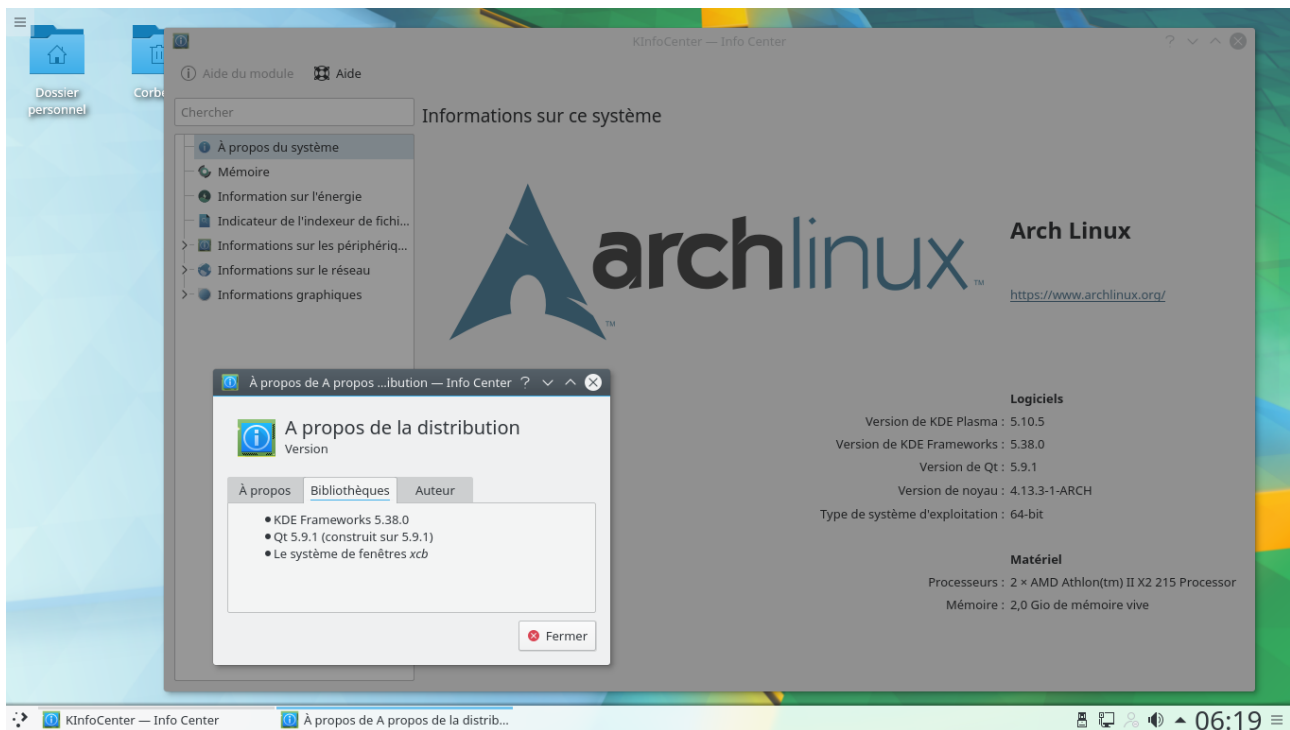 Dossier
personnel
KInfoCenter — Info Center
Aide du module
Aide
Chercher
Informations sur ce système
À propos du système
Mémoire
Information sur l'énergie
Indicateur de l'indexeur de fichi...
Informations sur les périphériq...
Informations sur le réseau
Informations graphiques
archlinux™
™
Arch Linux
https://www.archlinux.org/
À propos de A propos ...ibution — Info Center
A propos de la distribution
Version
À propos
Bibliothèques
Auteur
KDE Frameworks 5.38.0
Qt 5.9.1 (construit sur 5.9.1)
Le système de fenêtres xcb
Fermer
Logiciels
Version de KDE Plasma : 5.10.5
Version de KDE Frameworks : 5.38.0
Version de Qt : 5.9.1
Version de noyau : 4.13.3-1-ARCH
Type de système d'exploitation : 64-bit
Matériel
Processeurs : 2 × AMD Athlon(tm) II X2 215 Processor
Mémoire : 2,0 Gio de mémoire vive
KInfoCenter — Info Center
À propos de A propos de la distrib...
06:19